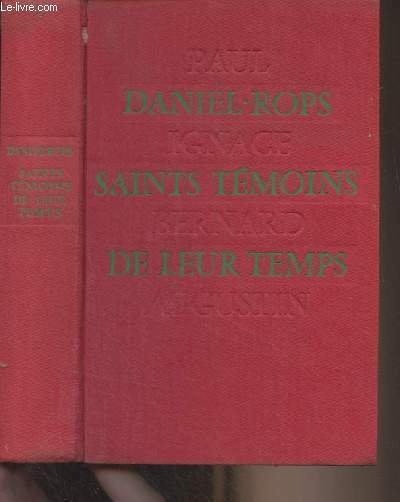 © Le-livre.com
PAUL
DANIEL-ROPS
IGNACE
SAINTS TÉMOINS
BERNARD
DE LEUR TEMPS
AUGUSTIN
DANIEL-ROPS
SAINTS
TÉMOINS
DE LEUR
TEMPS